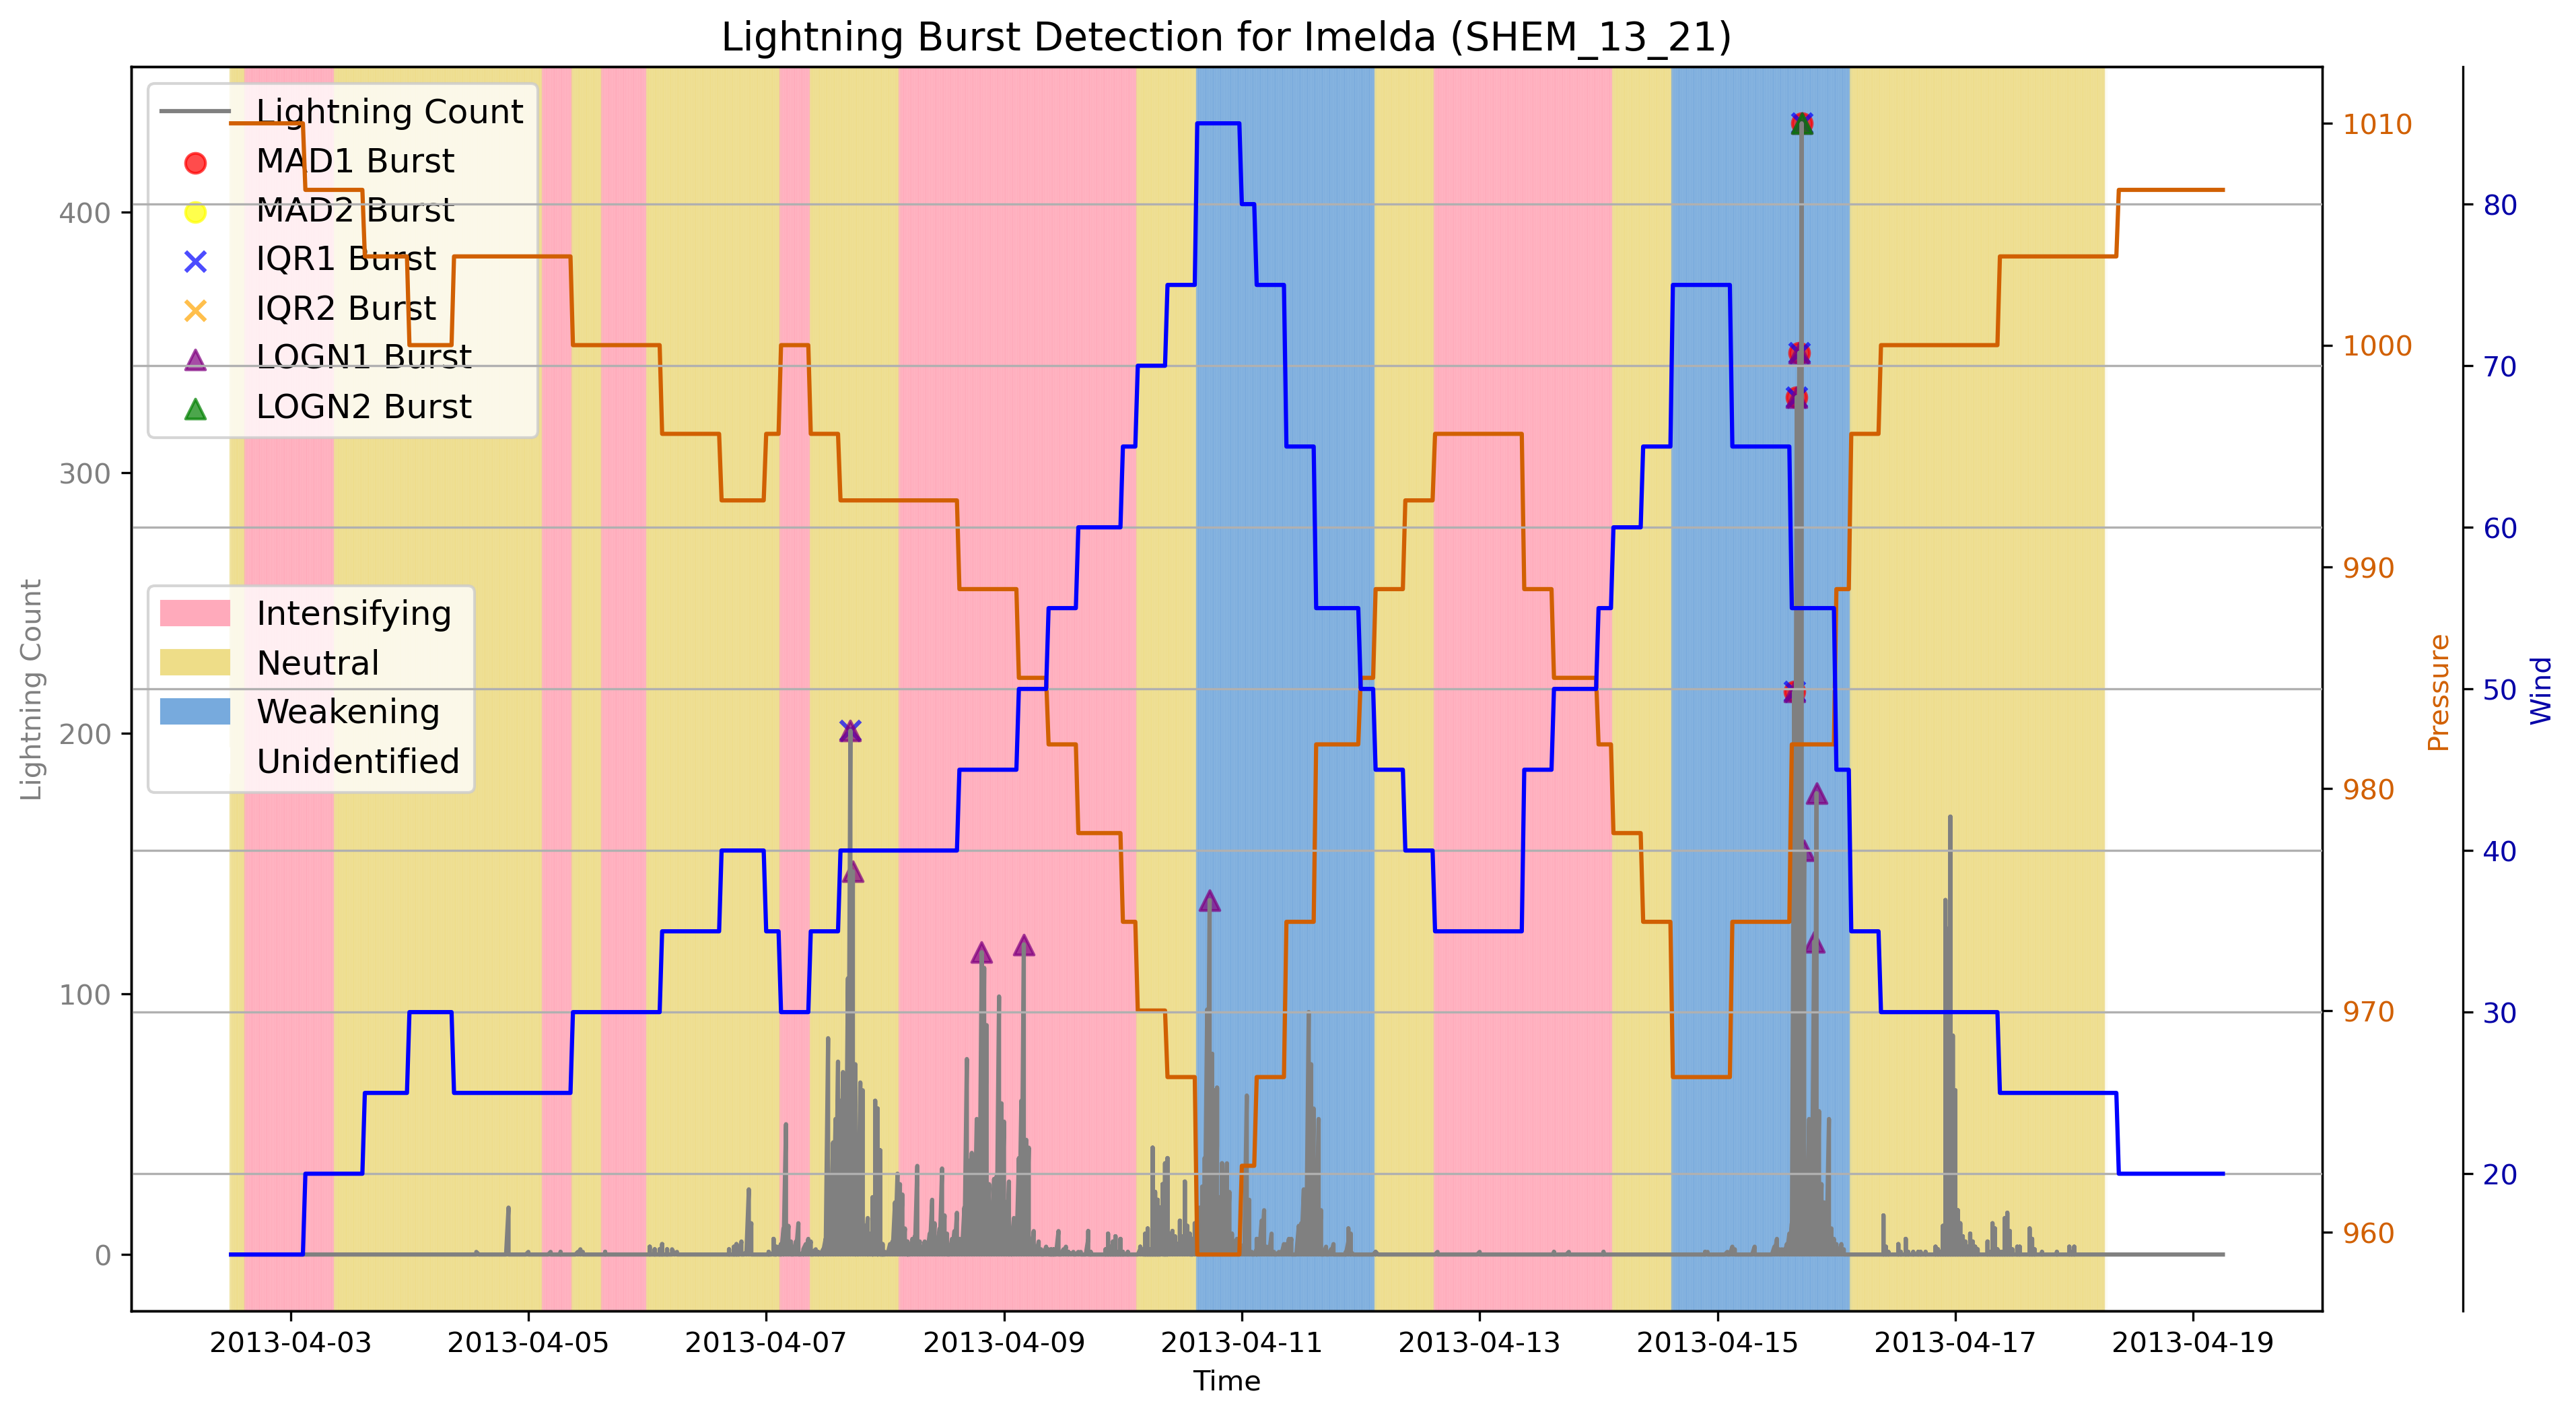 Lightning Burst Detection for Imelda (SHEM_13_21)
Lightning Count
MAD1 Burst
MAD2 Burst
IQR1 Burst
IQR2 Burst
LOGN1 Burst
LOGN2 Burst
Intensifying
Neutral
Weakening
Unidentified
Lightning Count
400
300
200
100
0
1010
1000
990
980
970
960
Pressure
80
70
60
50
40
30
20
Wind
2013-04-03 2013-04-05 2013-04-07 2013-04-09 2013-04-11 2013-04-13 2013-04-15 2013-04-17 2013-04-19
Time